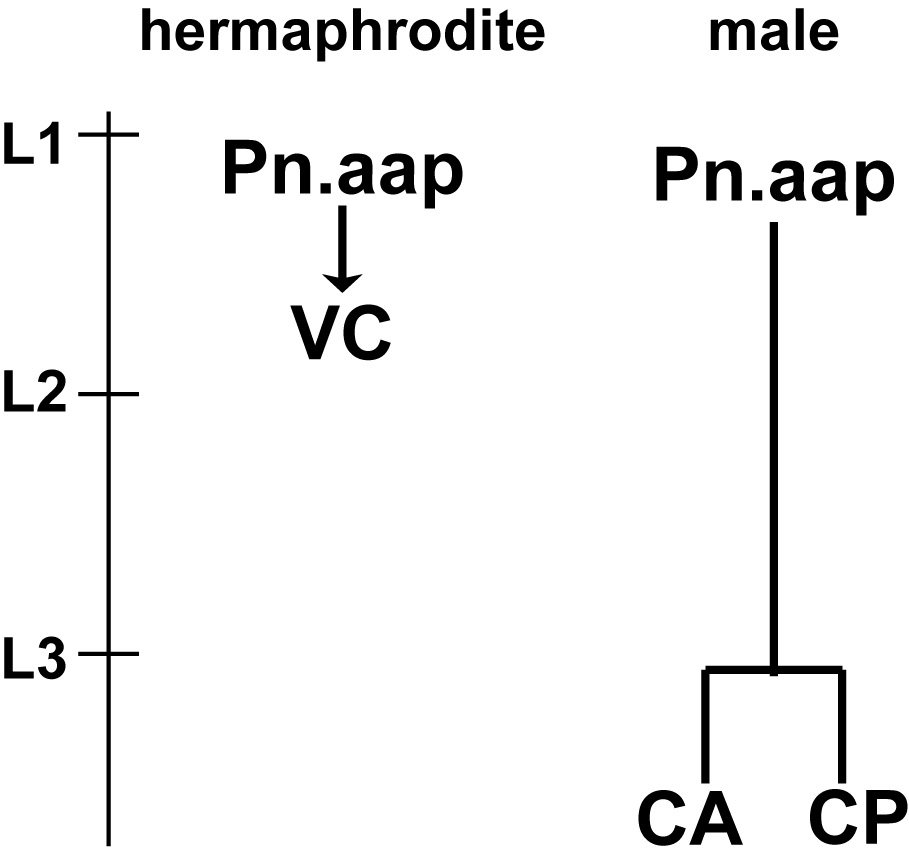 hermaphrodite male
L1 Pn.aap Pn.aap
VC
L2
L3
CA CP